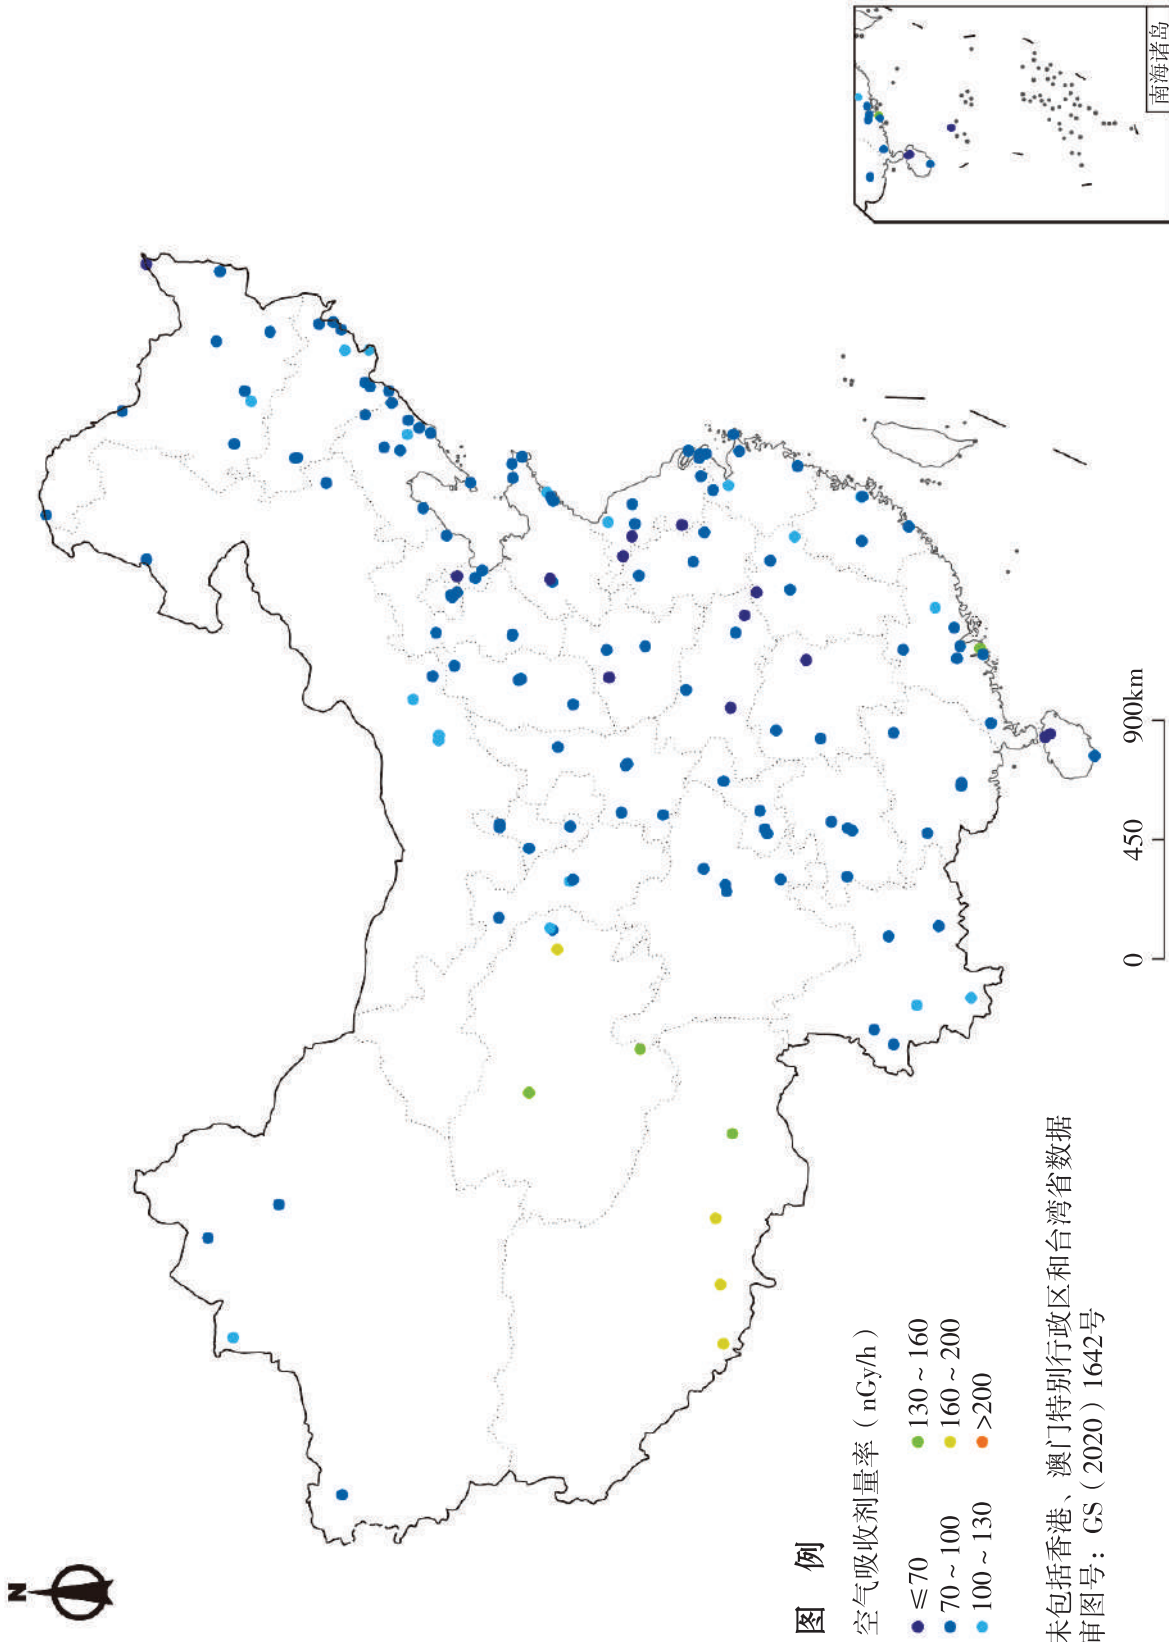 N
南海诸岛
图 例
空气吸收剂量率（nGy/h）
≤70
130～160
70～100
160～200
100～130
>200
0 450 900km
未包括香港、澳门特别行政区和台湾省数据
审图号：GS（2020）1642号